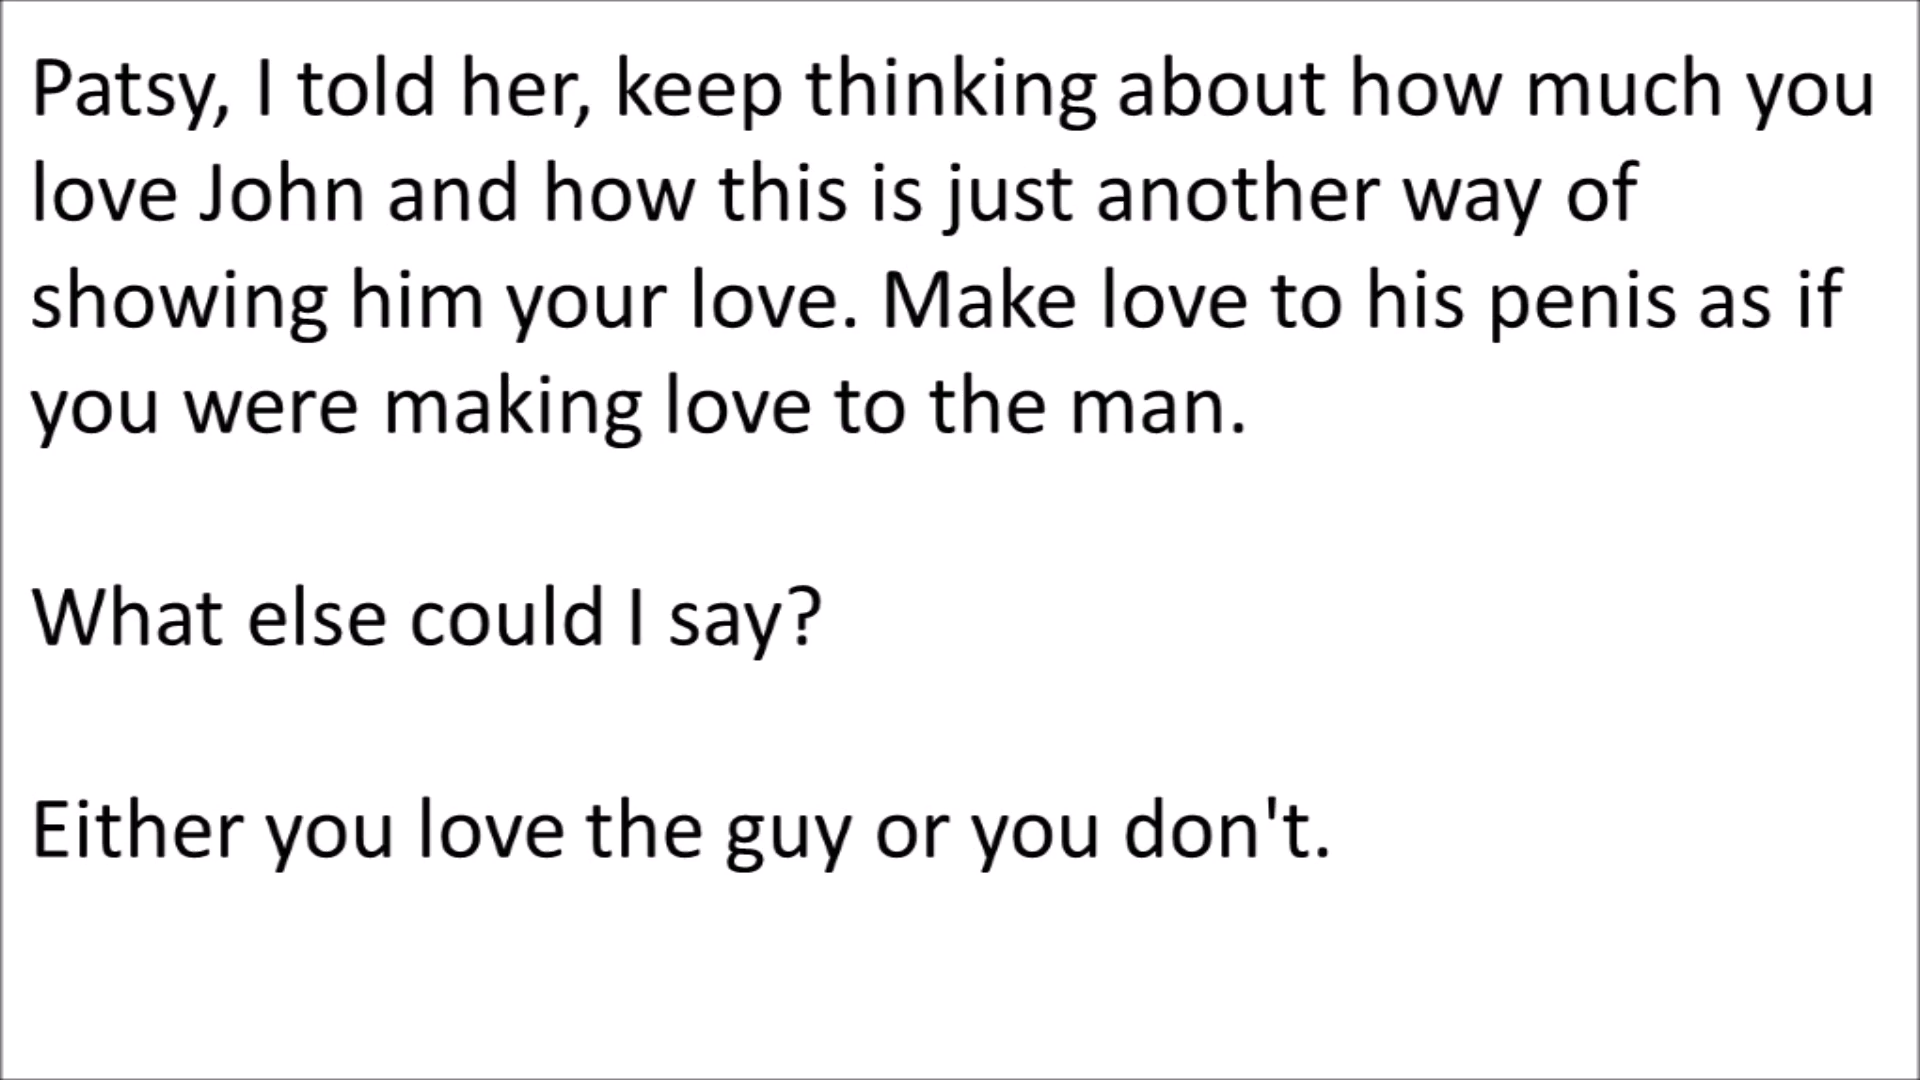 Patsy, I told her, keep thinking about how much you
love John and how this is just another way of
showing him your love. Make love to his penis as if
you were making love to the man.
What else could I say?
Either you love the guy or you don't.